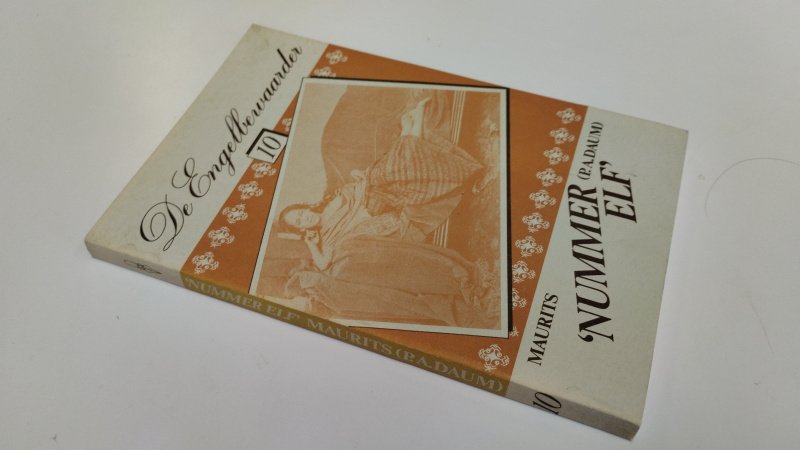 De Engelbewaarder
10
MAURITS
'NUMMER (P.A.DAUM)
ELF'
'NUMMER ELF' MAURITS (P.A.DAUM)
10